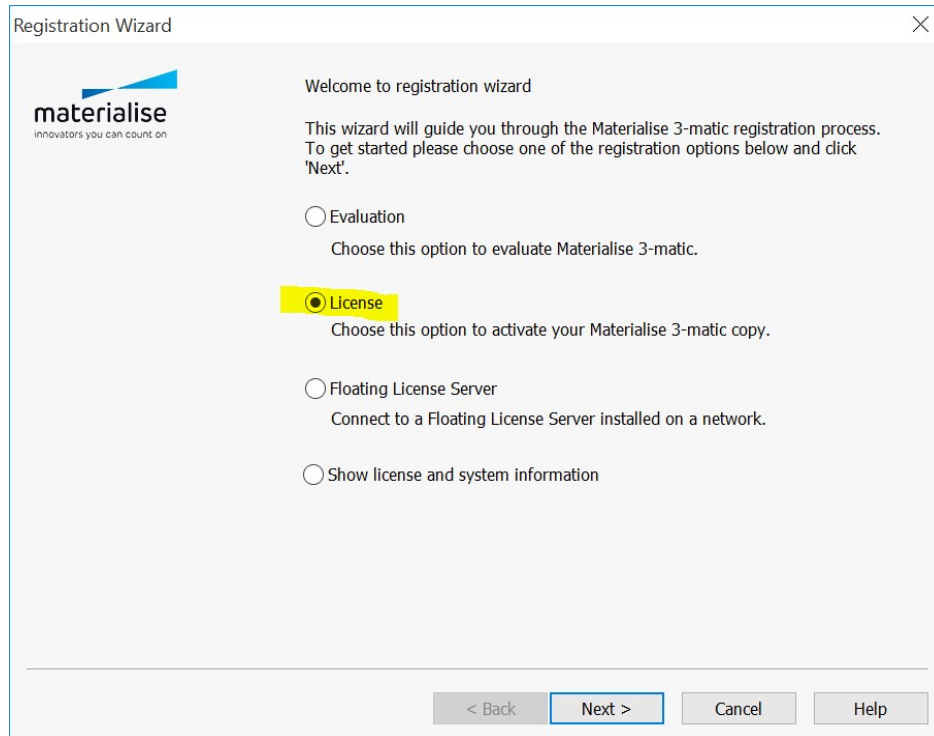 Registration Wizard
materialise
innovators you can count on
Welcome to registration wizard
This wizard will guide you through the Materialise 3-matic registration process.
To get started please choose one of the registration options below and click
'Next'.
Evaluation
Choose this option to evaluate Materialise 3-matic.
License
Choose this option to activate your Materialise 3-matic copy.
Floating License Server
Connect to a Floating License Server installed on a network.
Show license and system information
< Back Next > Cancel Help